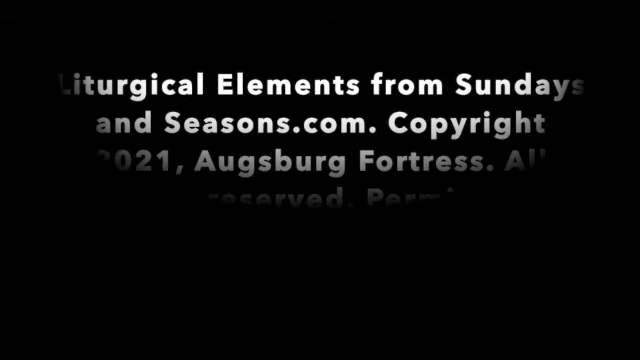 Liturgical Elements from Sundays
and Seasons.com. Copyright
2021, Augsburg Fortress. All
reserved.